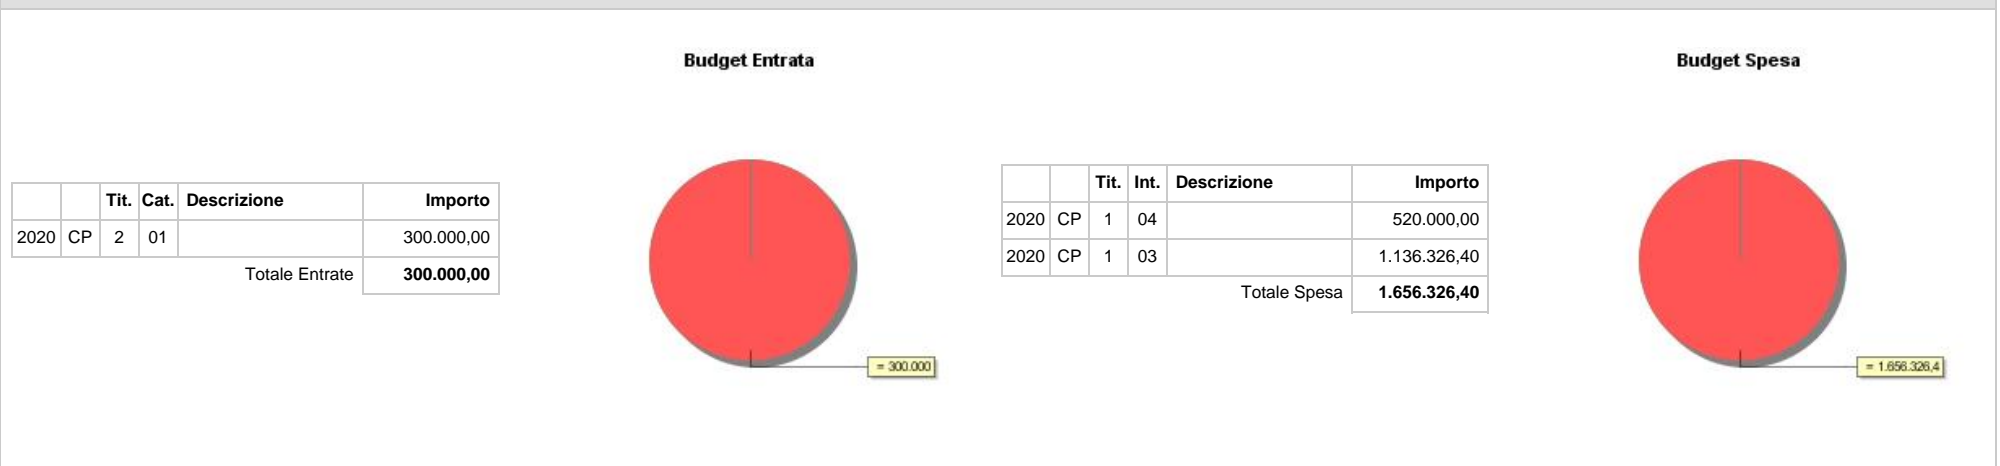 Budget Entrata
Tit. Cat. Descrizione Importo
2020 CP 2 01 300.000,00
Totale Entrate 300.000,00
= 300.000
Budget Spesa
Tit. Int. Descrizione Importo
2020 CP 1 04 520.000,00
2020 CP 1 03 1.136.326,40
Totale Spesa 1.656.326,40
= 1.656.326,4